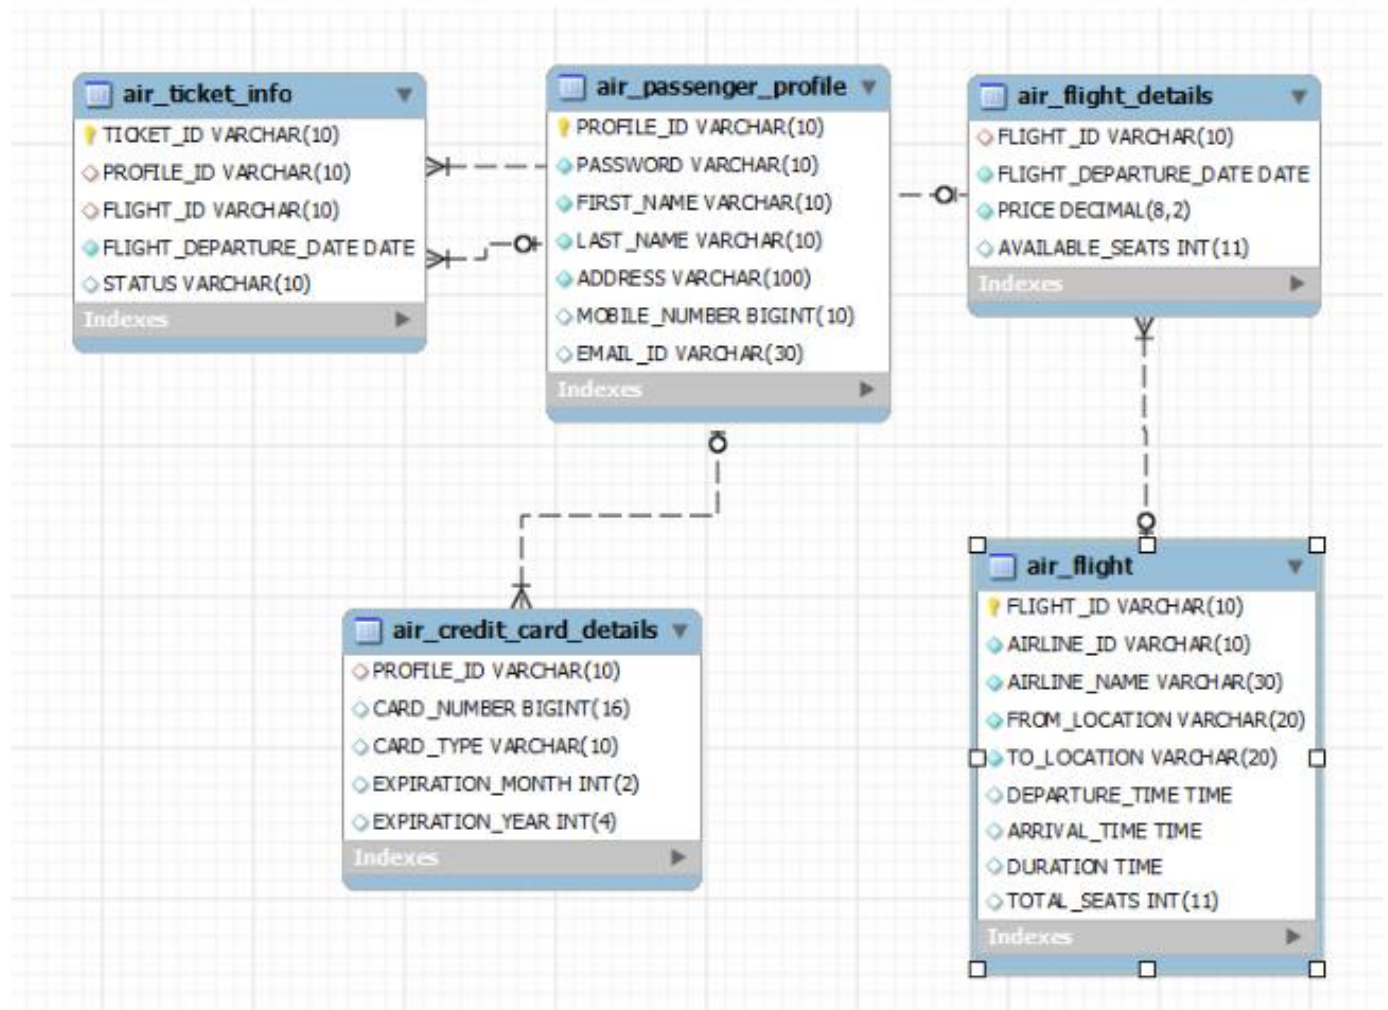 air_ticket_info
TICKET_ID VARCHAR(10)
PROFILE_ID VARCHAR(10)
FLIGHT_ID VARCHAR(10)
FLIGHT_DEPARTURE_DATE DATE
STATUS VARCHAR(10)
Indexes
air_passenger_profile
PROFILE_ID VARCHAR(10)
PASSWORD VARCHAR(10)
FIRST_NAME VARCHAR(10)
LAST_NAME VARCHAR(10)
ADDRESS VARCHAR(100)
MOBILE_NUMBER BIGINT(10)
EMAIL_ID VARCHAR(30)
Indexes
air_flight_details
FLIGHT_ID VARCHAR(10)
FLIGHT_DEPARTURE_DATE DATE
PRICE DECIMAL(8,2)
AVAILABLE_SEATS INT(11)
Indexes
air_credit_card_details
PROFILE_ID VARCHAR(10)
CARD_NUMBER BIGINT(16)
CARD_TYPE VARCHAR(10)
EXPIRATION_MONTH INT(2)
EXPIRATION_YEAR INT(4)
Indexes
air_flight
FLIGHT_ID VARCHAR(10)
AIRLINE_ID VARCHAR(10)
AIRLINE_NAME VARCHAR(30)
FROM_LOCATION VARCHAR(20)
TO_LOCATION VARCHAR(20)
DEPARTURE_TIME TIME
ARRIVAL_TIME TIME
DURATION TIME
TOTAL_SEATS INT(11)
Indexes